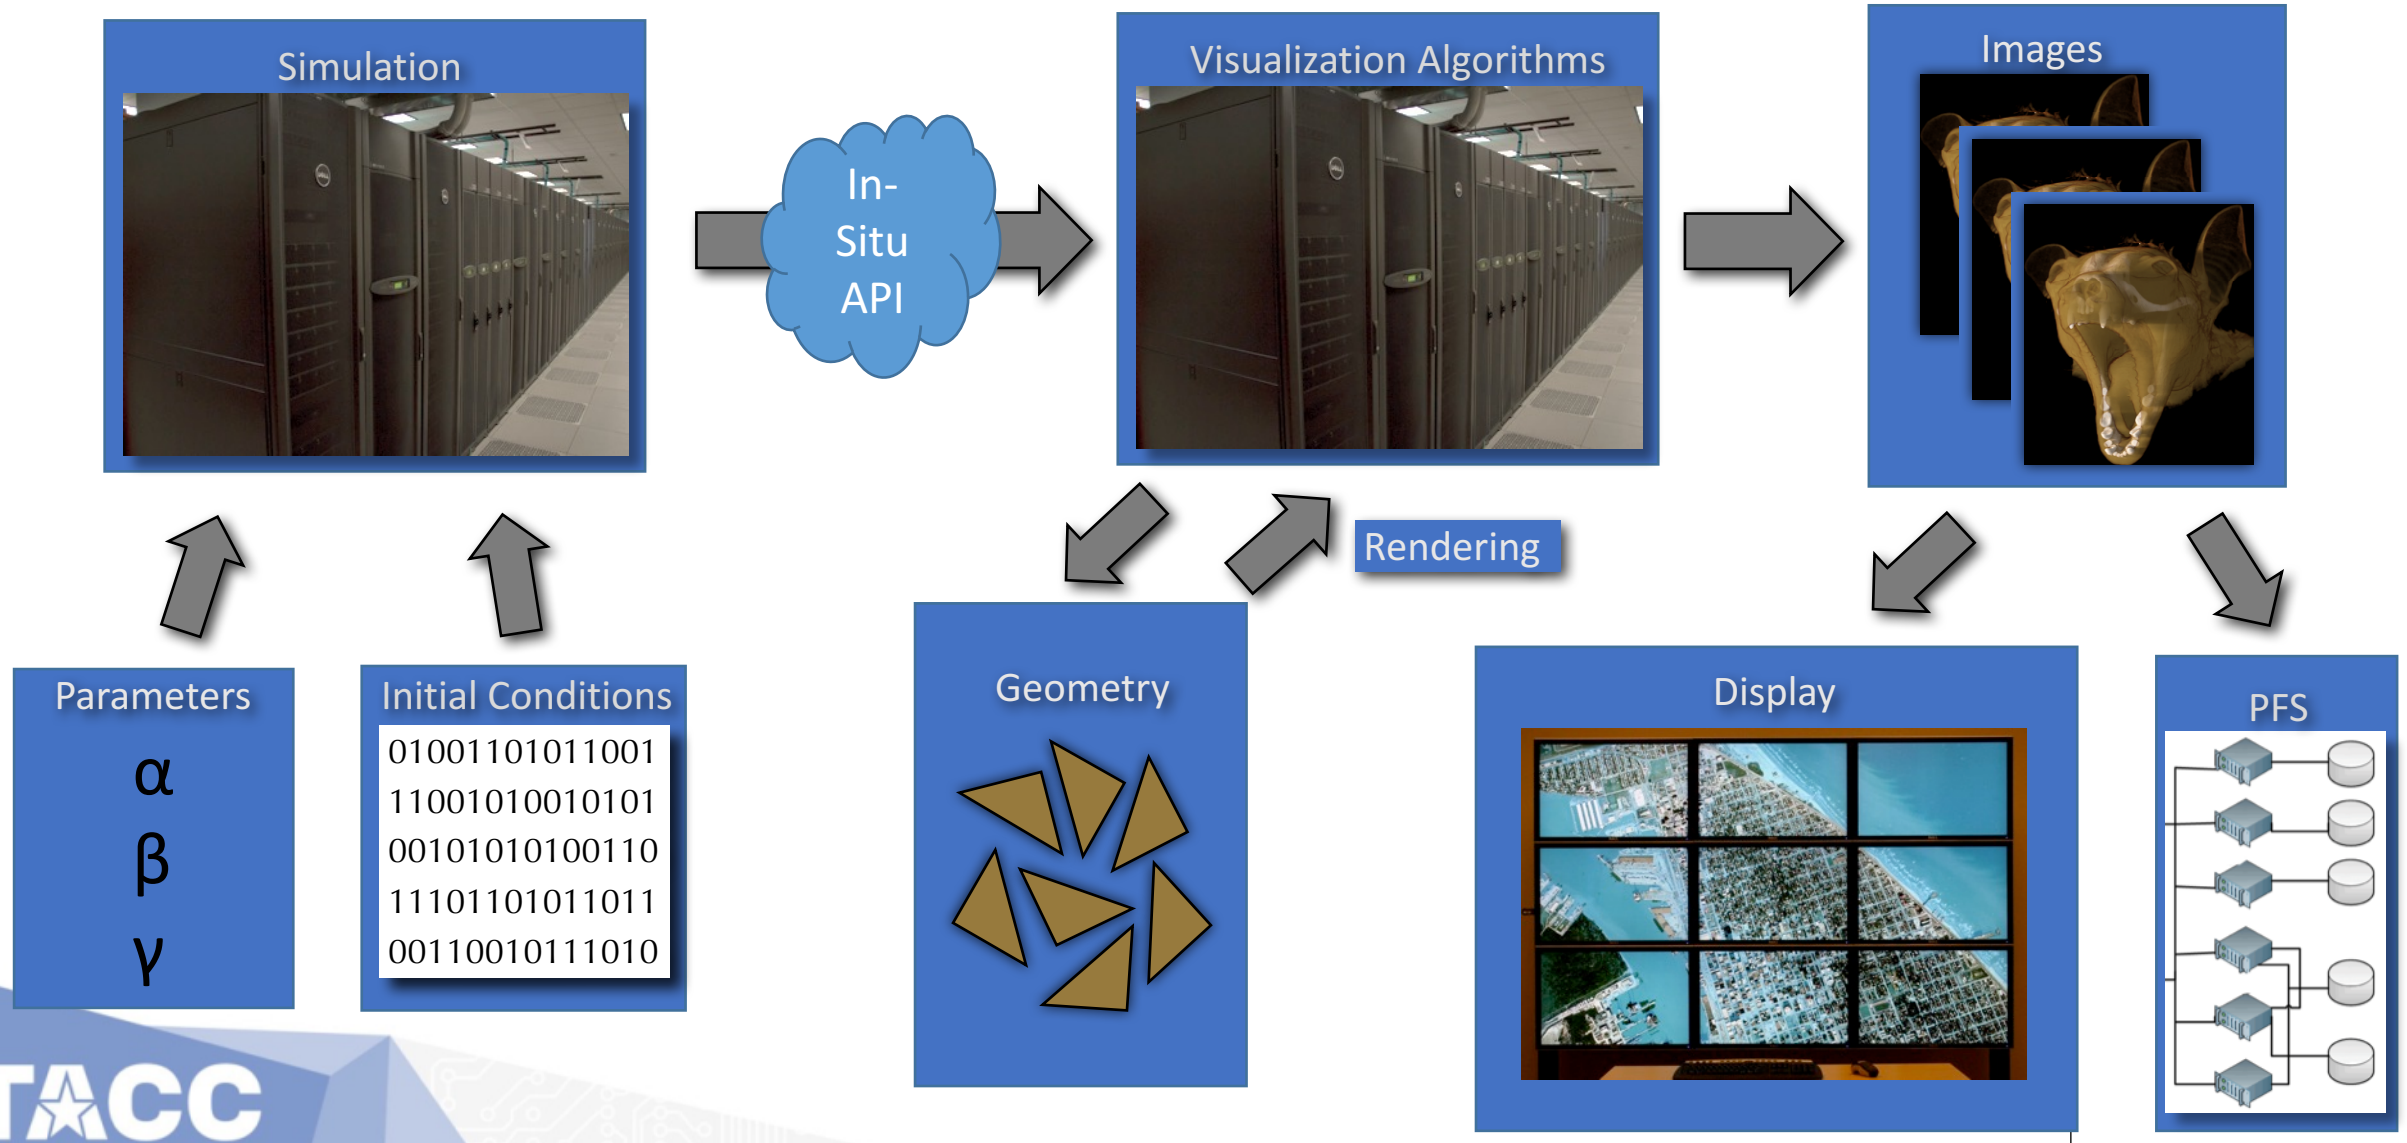 Simulation
In-
Situ
API
Visualization Algorithms
Images
Rendering
Parameters
α
β
γ
Initial Conditions
01001101011001
11001010010101
00101010100110
11101101011011
00110010111010
Geometry
Display
PFS
TACC